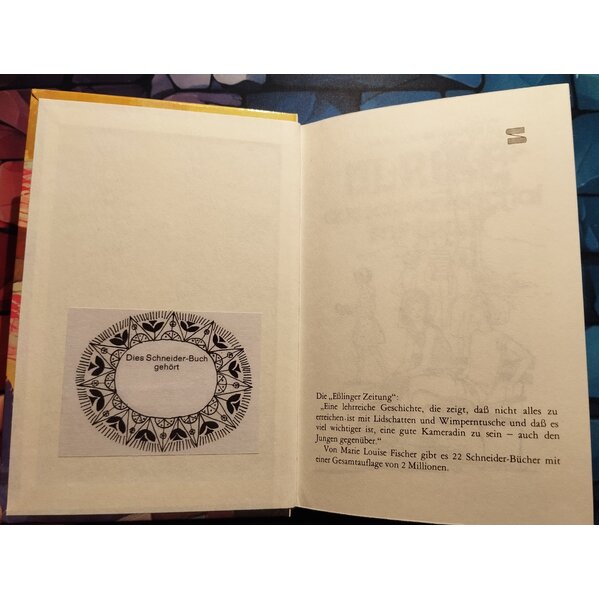 Dies Schneider-Buch
gehört
Die „Eßlinger Zeitung“:
„Eine lehrreiche Geschichte, die zeigt, daß nicht alles zu
erreichen ist mit Lidschatten und Wimperntusche und daß es
viel wichtiger ist, eine gute Kameradin zu sein – auch den
Jungen gegenüber.“
Von Marie Louise Fischer gibt es 22 Schneider-Bücher mit
einer Gesamtauflage von 2 Millionen.